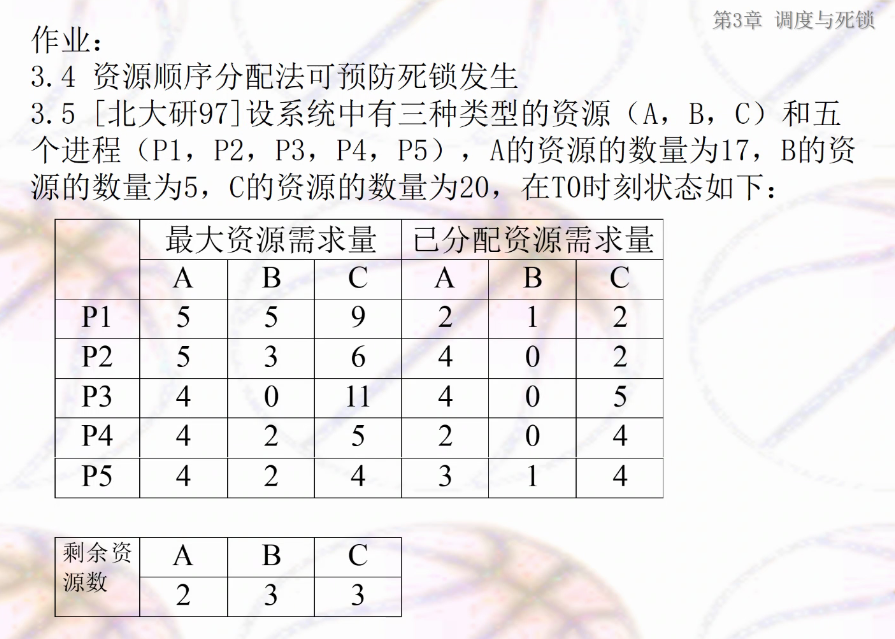 第3章 调度与死锁
作业：
3.4 资源顺序分配法可预防死锁发生
3.5 [北大研97]设系统中有三种类型的资源（A，B，C）和五
个进程（P1，P2，P3，P4，P5），A的资源的数量为17，B的资
源的数量为5，C的资源的数量为20，在T0时刻状态如下：
最大资源需求量 已分配资源需求量
A B C A B C
P1 5 5 9 2 1 2
P2 5 3 6 4 0 2
P3 4 0 11 4 0 5
P4 4 2 5 2 0 4
P5 4 2 4 3 1 4
剩余资 A B C
源数 2 3 3